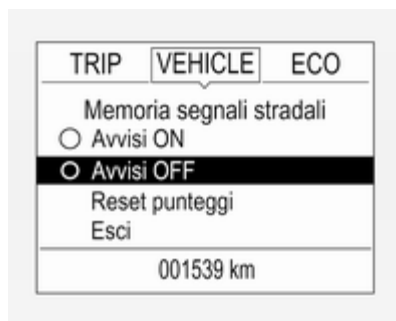 TRIP VEHICLE ECO
Memoria segnali stradali
Avvisi ON
Avvisi OFF
Reset punteggi
Esci
001539 km